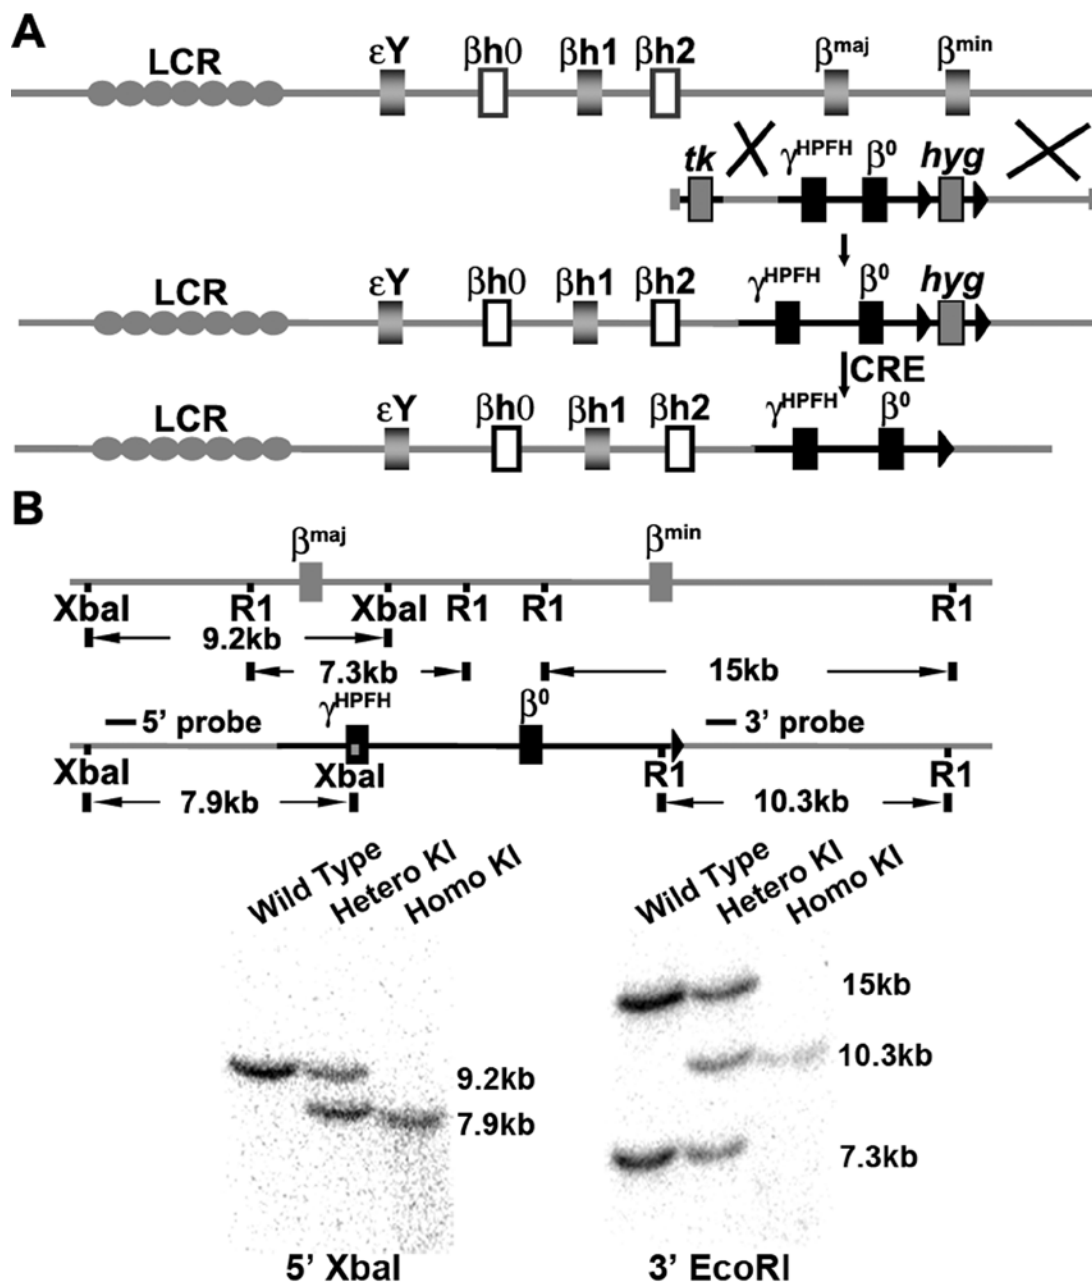 A
LCR εY βh0 βh1 βh2 βmaj βmin
tk γHPFH β0 hyg
LCR εY βh0 βh1 βh2 γHPFH β0 hyg
CRE
LCR εY βh0 βh1 βh2 γHPFH β0
B
βmaj βmin
XbaI R1 XbaI R1 R1 R1
9.2kb
7.3kb 15kb
5’ probe γHPFH β0 3’ probe
XbaI XbaI R1 R1
7.9kb 10.3kb
Wild Type Hetero KI Homo KI Wild Type Hetero KI Homo KI
15kb
10.3kb
9.2kb
7.9kb
7.3kb
5’ XbaI 3’ EcoRI